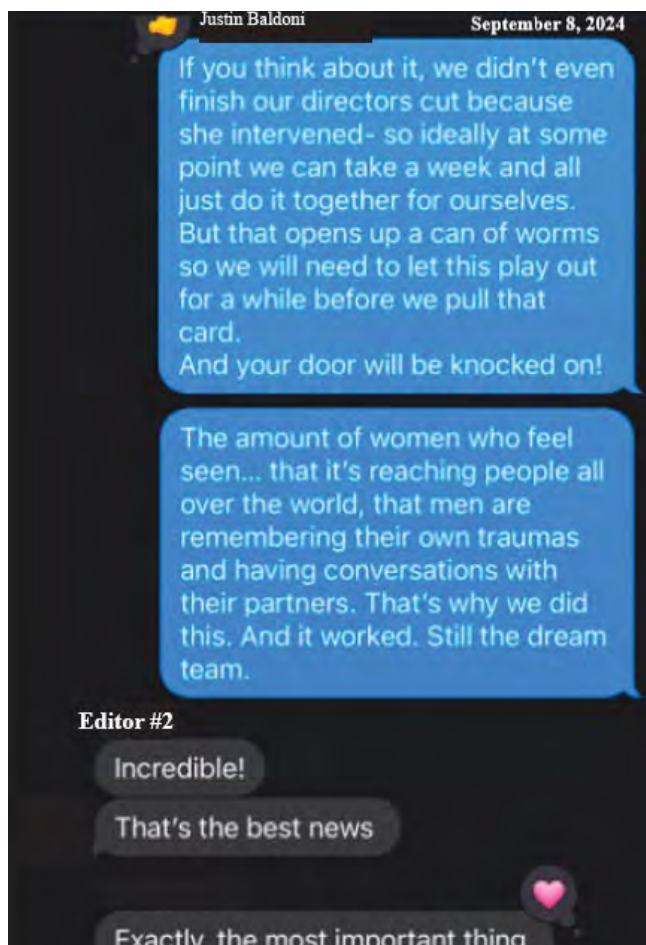 Justin Baldoni
September 8, 2024
If you think about it, we didn't even
finish our directors cut because
she intervened- so ideally at some
point we can take a week and all
just do it together for ourselves.
But that opens up a can of worms
so we will need to let this play out
for a while before we pull that
card.
And your door will be knocked on!
The amount of women who feel
seen... that it's reaching people all
over the world, that men are
remembering their own traumas
and having conversations with
their partners. That's why we did
this. And it worked. Still the dream
team.
Editor #2
Incredible!
That's the best news
Exactly, the most important thing